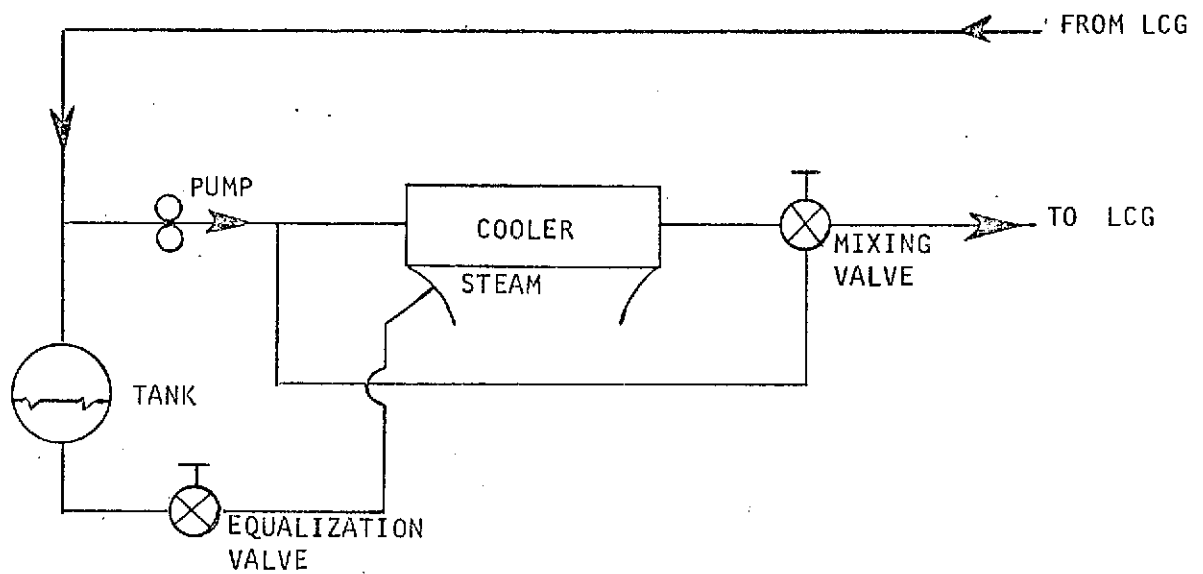 FROM LCG
PUMP
COOLER
TO LCG
MIXING
VALVE
STEAM
TANK
EQUALIZATION
VALVE